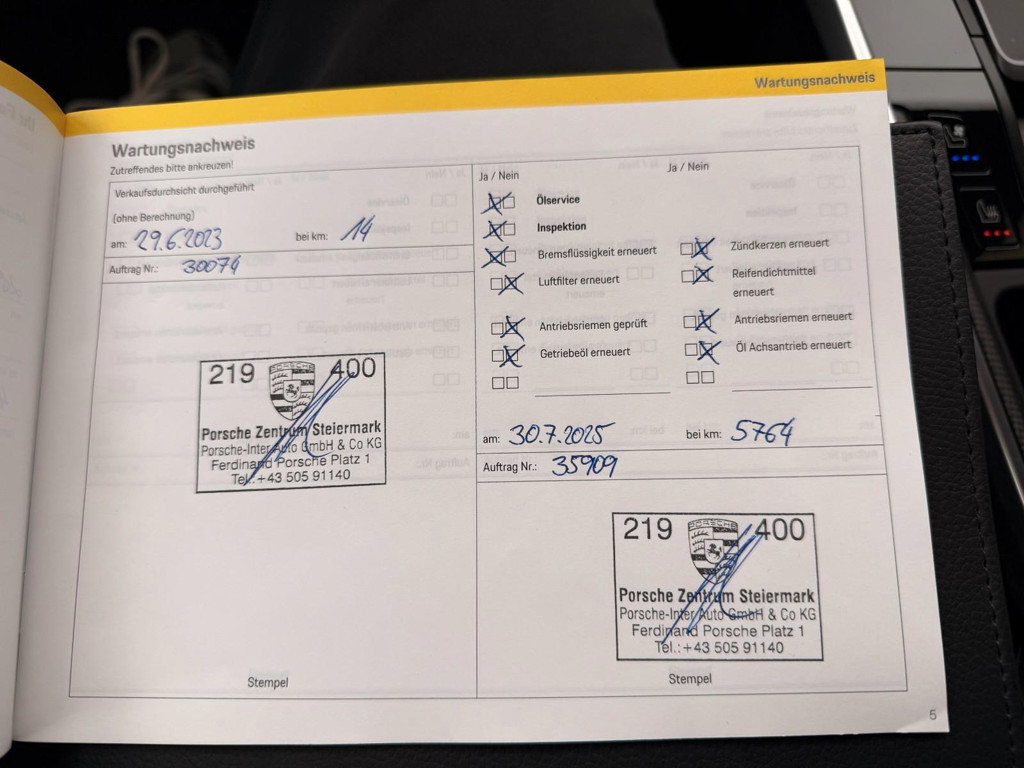 Wartungsnachweis
Wartungsnachweis
Zutreffendes bitte ankreuzen!
Verkaufsdurchsicht durchgeführt
(ohne Berechnung)
am: 29.6.2023 bei km: 14
Auftrag Nr.: 30074
219 400
Porsche Zentrum Steiermark
Porsche-Inter Auto GmbH & Co KG
Ferdinand Porsche Platz 1
Tel.:+43 505 91140
Stempel
Ja / Nein Ja / Nein
Ölservice
Inspektion
Bremsflüssigkeit erneuert Zündkerzen erneuert
Luftfilter erneuert Reifendichtmittel
erneuert
Antriebsriemen geprüft Antriebsriemen erneuert
Getriebeöl erneuert Öl Achsantrieb erneuert
am: 30.7.2025 bei km: 5764
Auftrag Nr.: 35909
PORSCHE
219 400
Porsche Zentrum Steiermark
Porsche-Inter Auto GmbH & Co KG
Ferdinand Porsche Platz 1
Tel.:+43 505 91140
Stempel
5